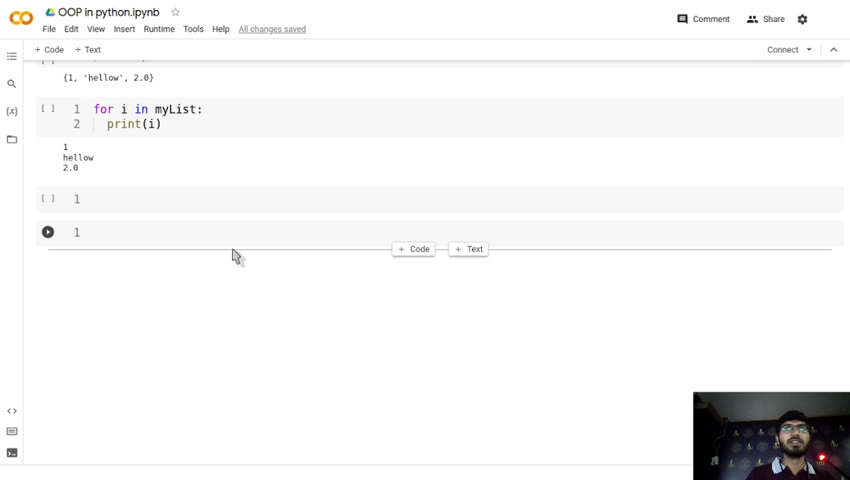 OOP in python.ipynb
Comment
Share
File Edit View Insert Runtime Tools Help All changes saved
+ Code + Text
Connect
{1, 'hellow', 2.0}
[ ] 1 for i in myList:
2 print(i)
1
hellow
2.0
[ ] 1
1
+ Code + Text